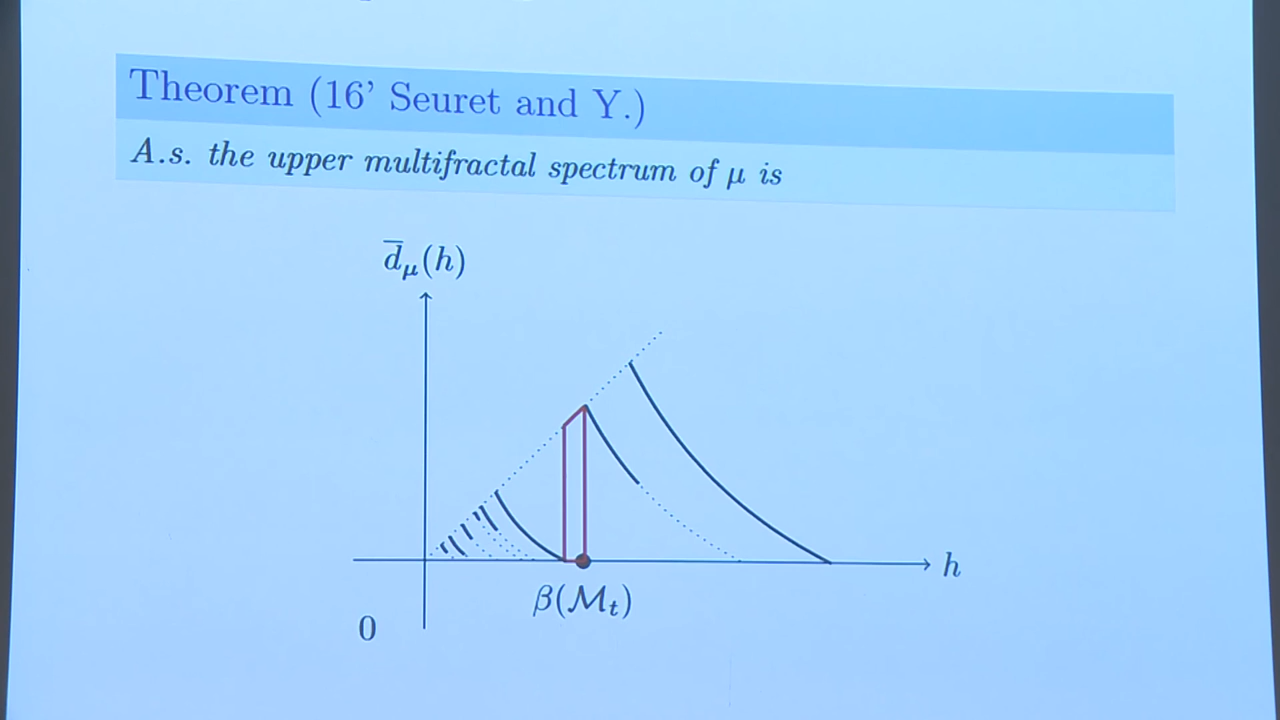 Theorem (16' Seuret and Y.)
A.s. the upper multifractal spectrum of μ is
d̅_μ(h)
h
β(ℳ_t)
0